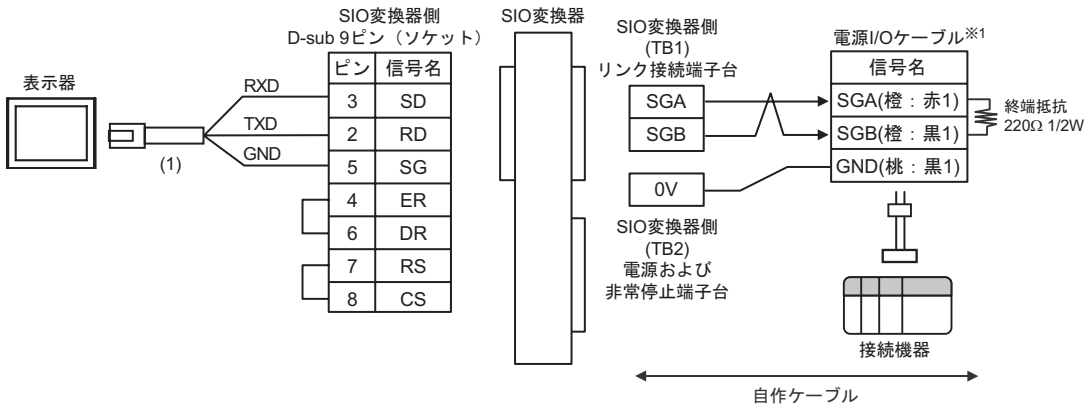 表示器
(1)
RXD
TXD
GND
SIO変換器側
D-sub 9ピン（ソケット）
ピン 信号名
3 SD
2 RD
5 SG
4 ER
6 DR
7 RS
8 CS
SIO変換器
SIO変換器側
(TB1)
リンク接続端子台
SGA
SGB
0V
SIO変換器側
(TB2)
電源および
非常停止端子台
電源I/Oケーブル※1
信号名
SGA(橙：赤1)
SGB(橙：黒1)
GND(桃：黒1)
終端抵抗
220Ω 1/2W
接続機器
自作ケーブル